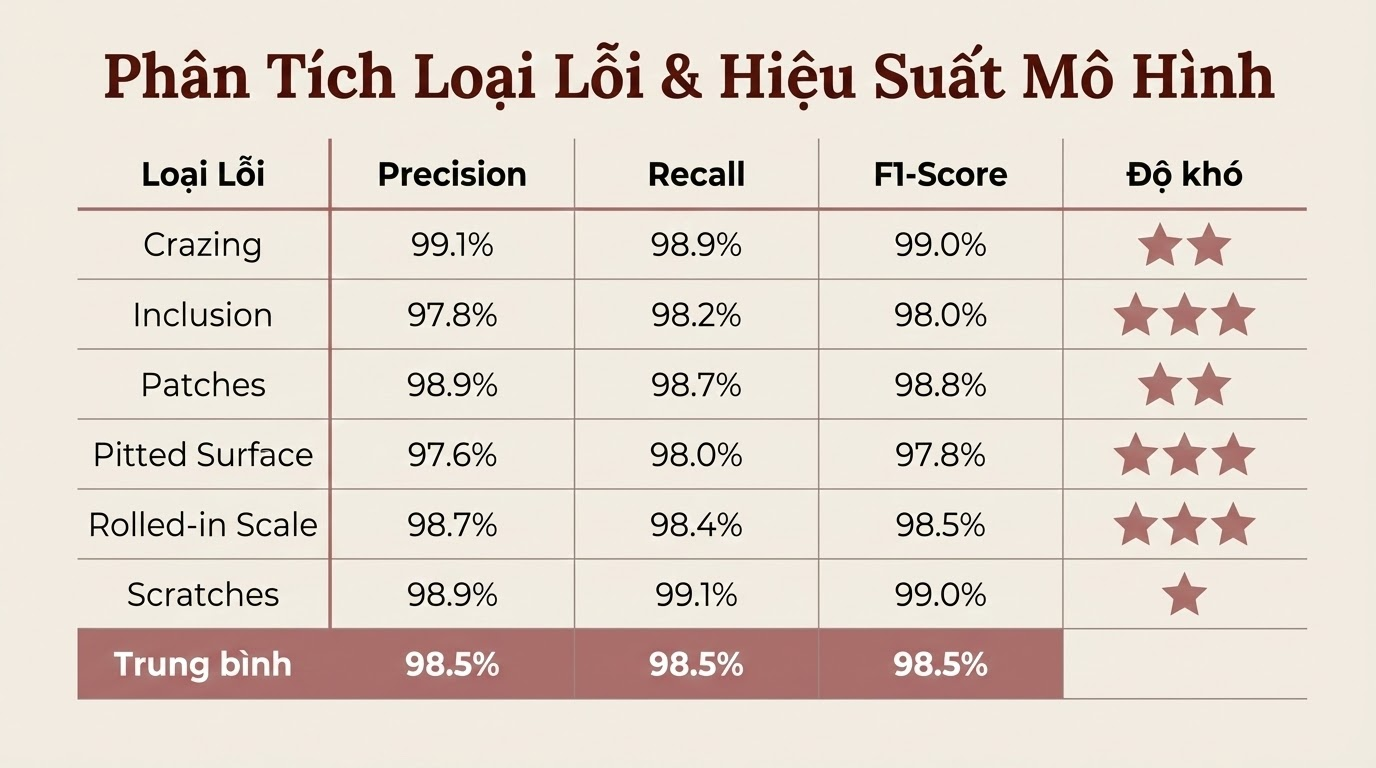 Phân Tích Loại Lỗi & Hiệu Suất Mô Hình
Loại Lỗi Precision Recall F1-Score Độ khó
Crazing 99.1% 98.9% 99.0%
Inclusion 97.8% 98.2% 98.0%
Patches 98.9% 98.7% 98.8%
Pitted Surface 97.6% 98.0% 97.8%
Rolled-in Scale 98.7% 98.4% 98.5%
Scratches 98.9% 99.1% 99.0%
Trung bình 98.5% 98.5% 98.5%